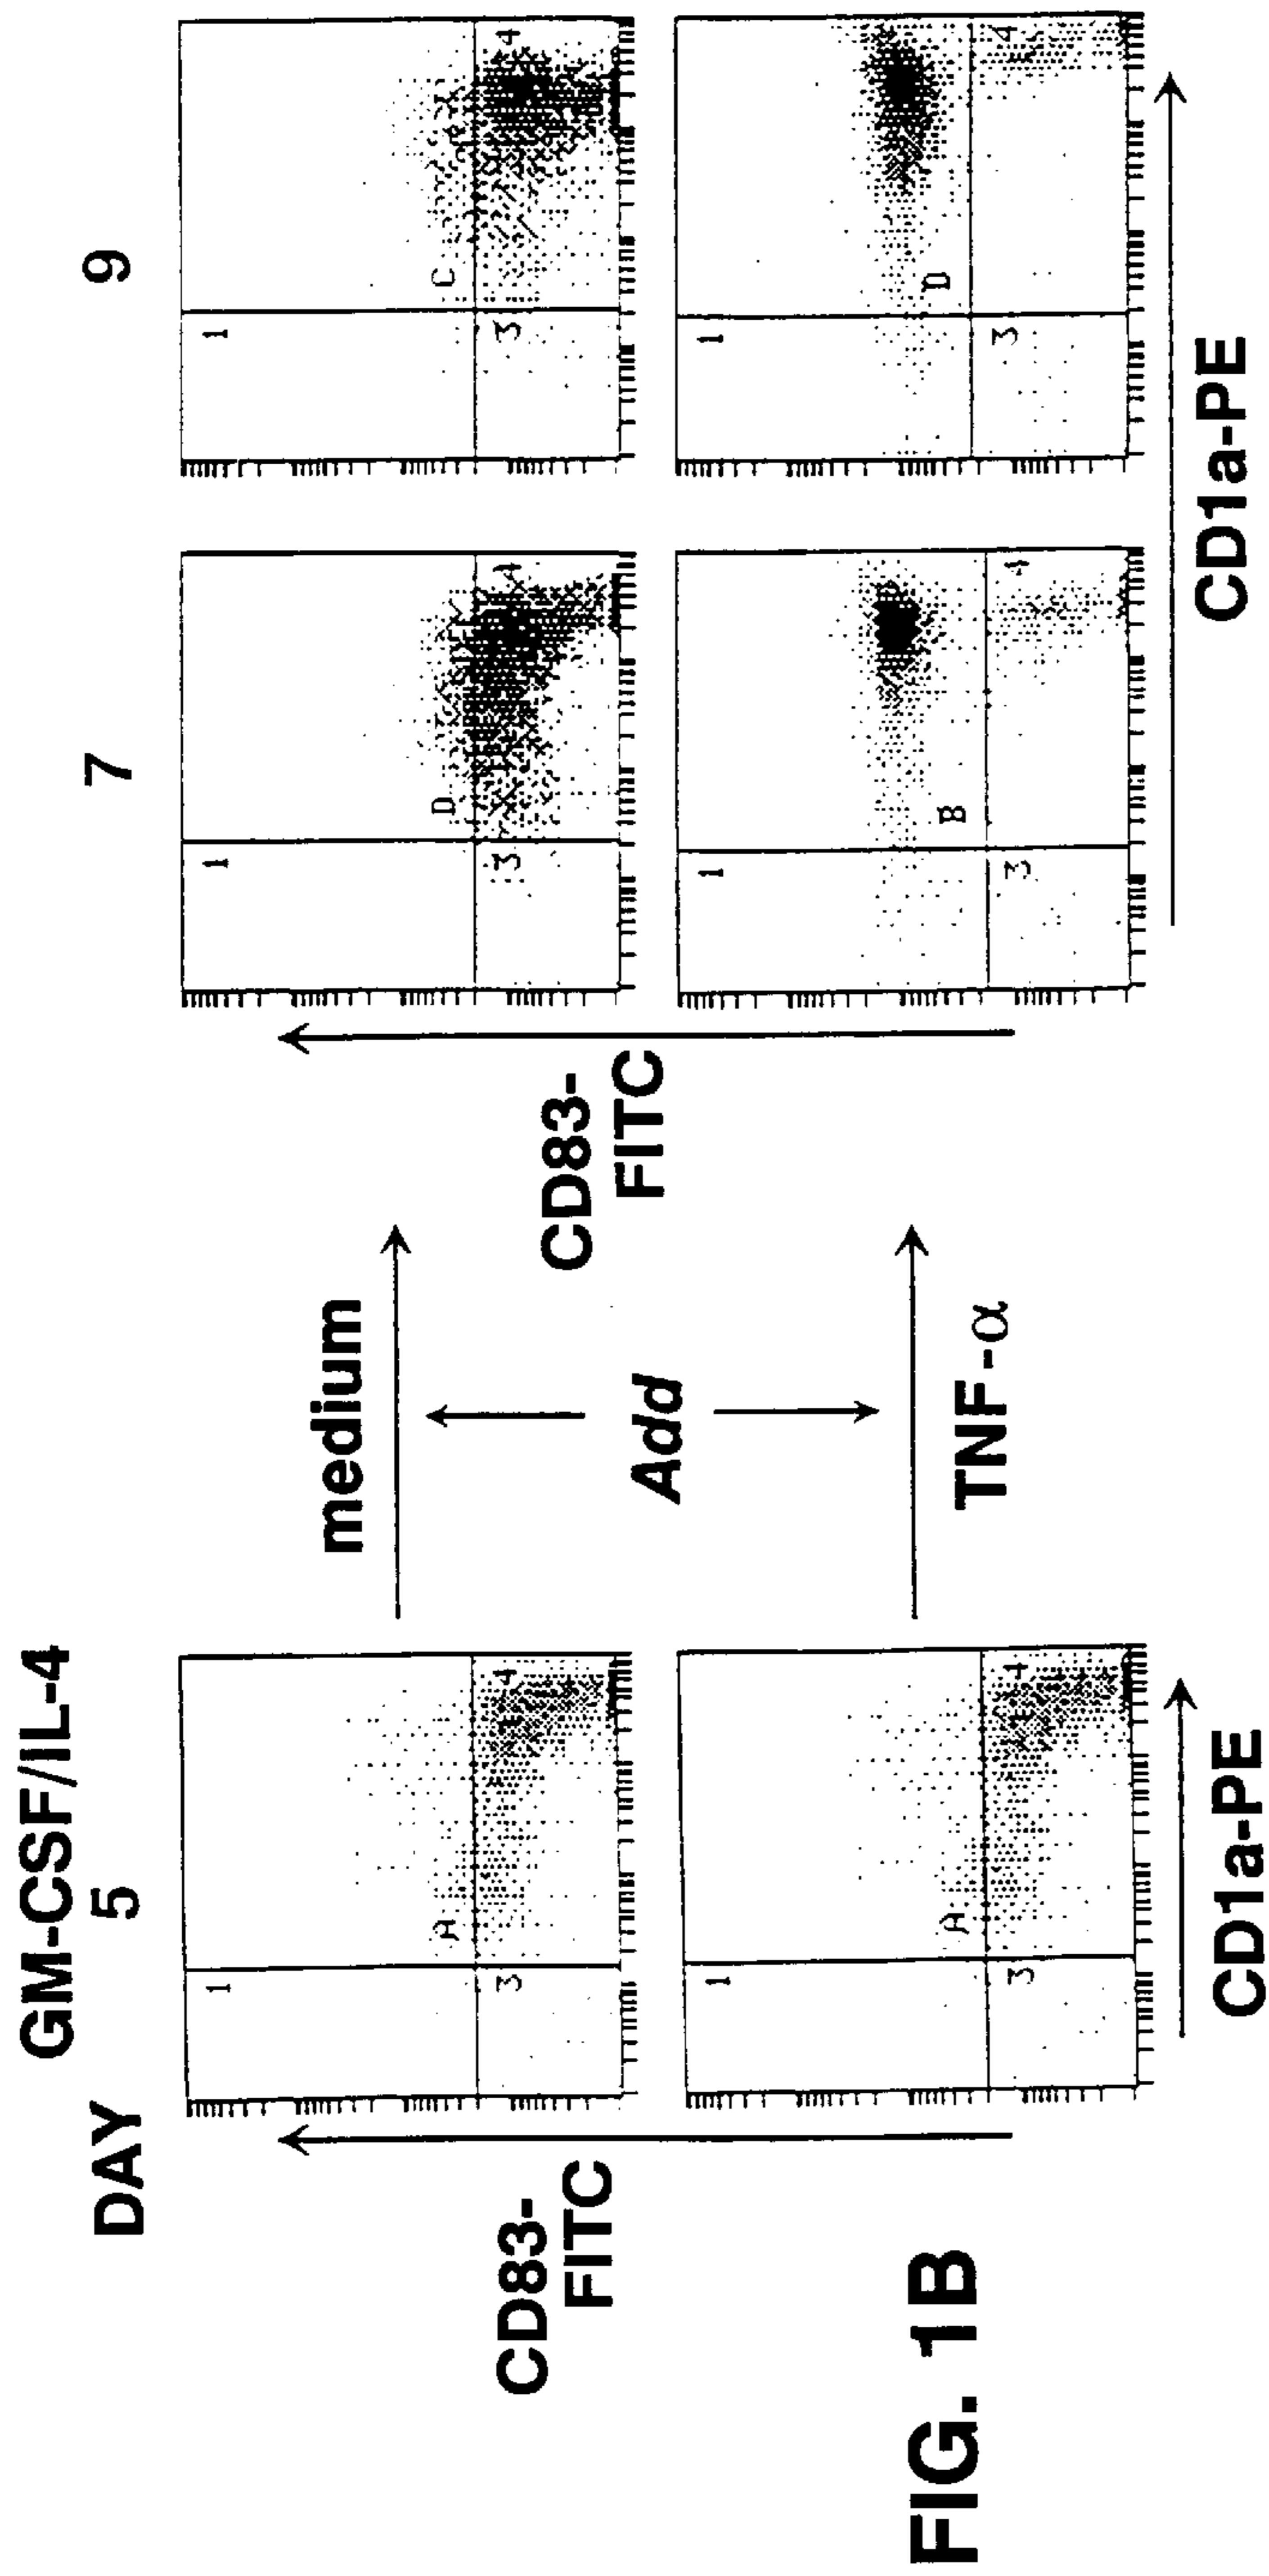 GM-CSF/IL-4
DAY 5 7 9
CD83-
FITC
1
A
3
4
1
A
3
4
CD1a-PE
medium
Add
TNF-α
CD83-
FITC
1
D
3
4
1
C
3
4
1
B
3
4
1
D
3
4
CD1a-PE
FIG. 1B